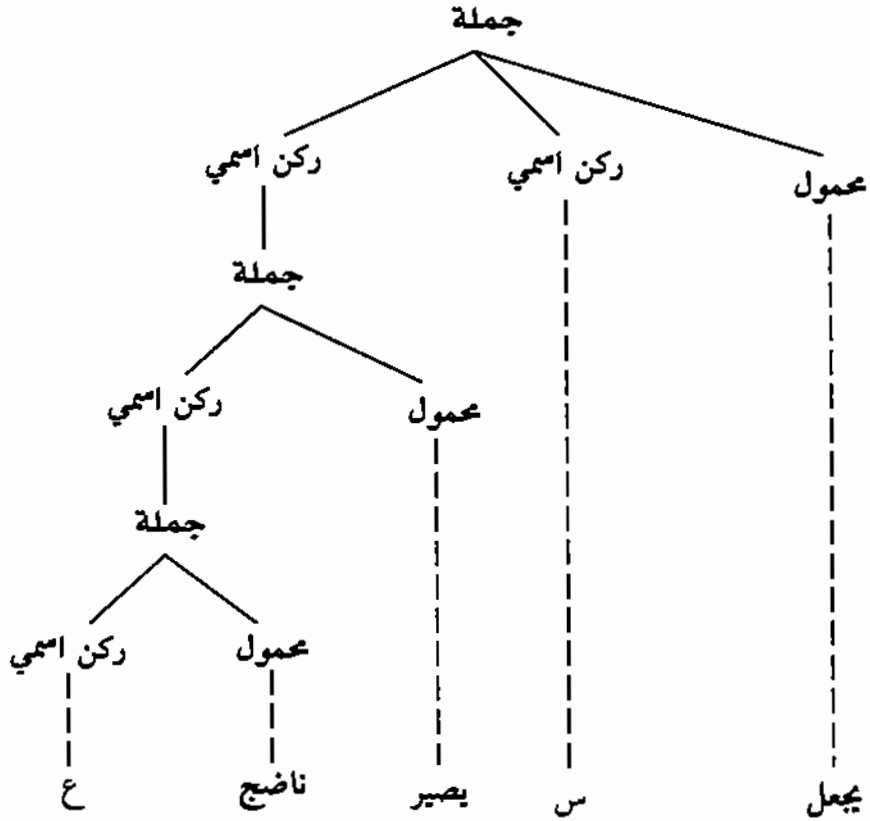 جملة
محمول ركن اسمي ركن اسمي
جملة
محمول ركن اسمي
جملة
محمول ركن اسمي
يجعل س يصير ناضج ع